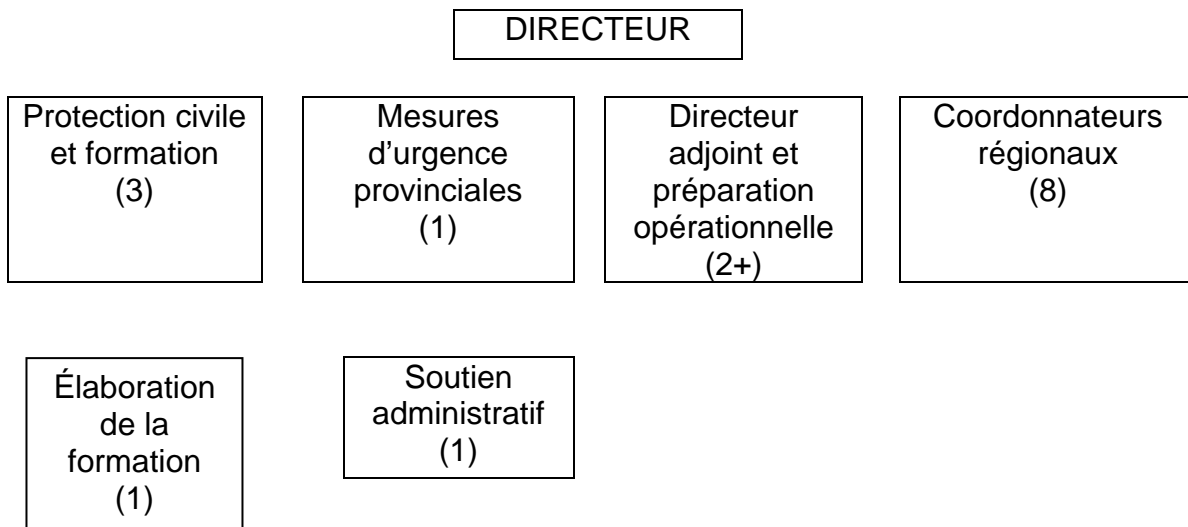 DIRECTEUR
Protection civile
et formation
(3)
Mesures
d'urgence
provinciales
(1)
Directeur
adjoint et
préparation
opérationnelle
(2+)
Coordonnateurs
régionaux
(8)
Élaboration
de la
formation
(1)
Soutien
administratif
(1)